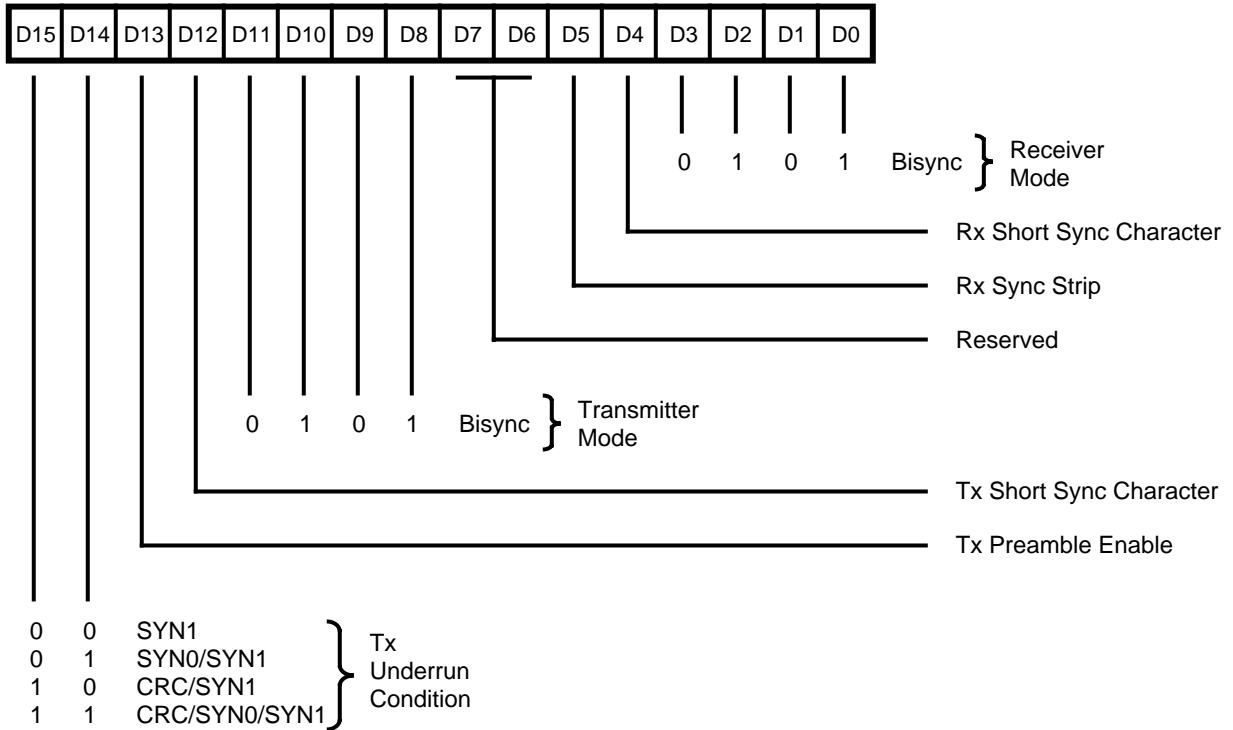 D15 D14 D13 D12 D11 D10 D9 D8 D7 D6 D5 D4 D3 D2 D1 D0
0 1 0 1 Bisync } Receiver
Mode
Rx Short Sync Character
Rx Sync Strip
Reserved
0 1 0 1 Bisync } Transmitter
Mode
Tx Short Sync Character
Tx Preamble Enable
0 0 SYN1
0 1 SYN0/SYN1
1 0 CRC/SYN1
1 1 CRC/SYN0/SYN1
} Tx
Underrun
Condition